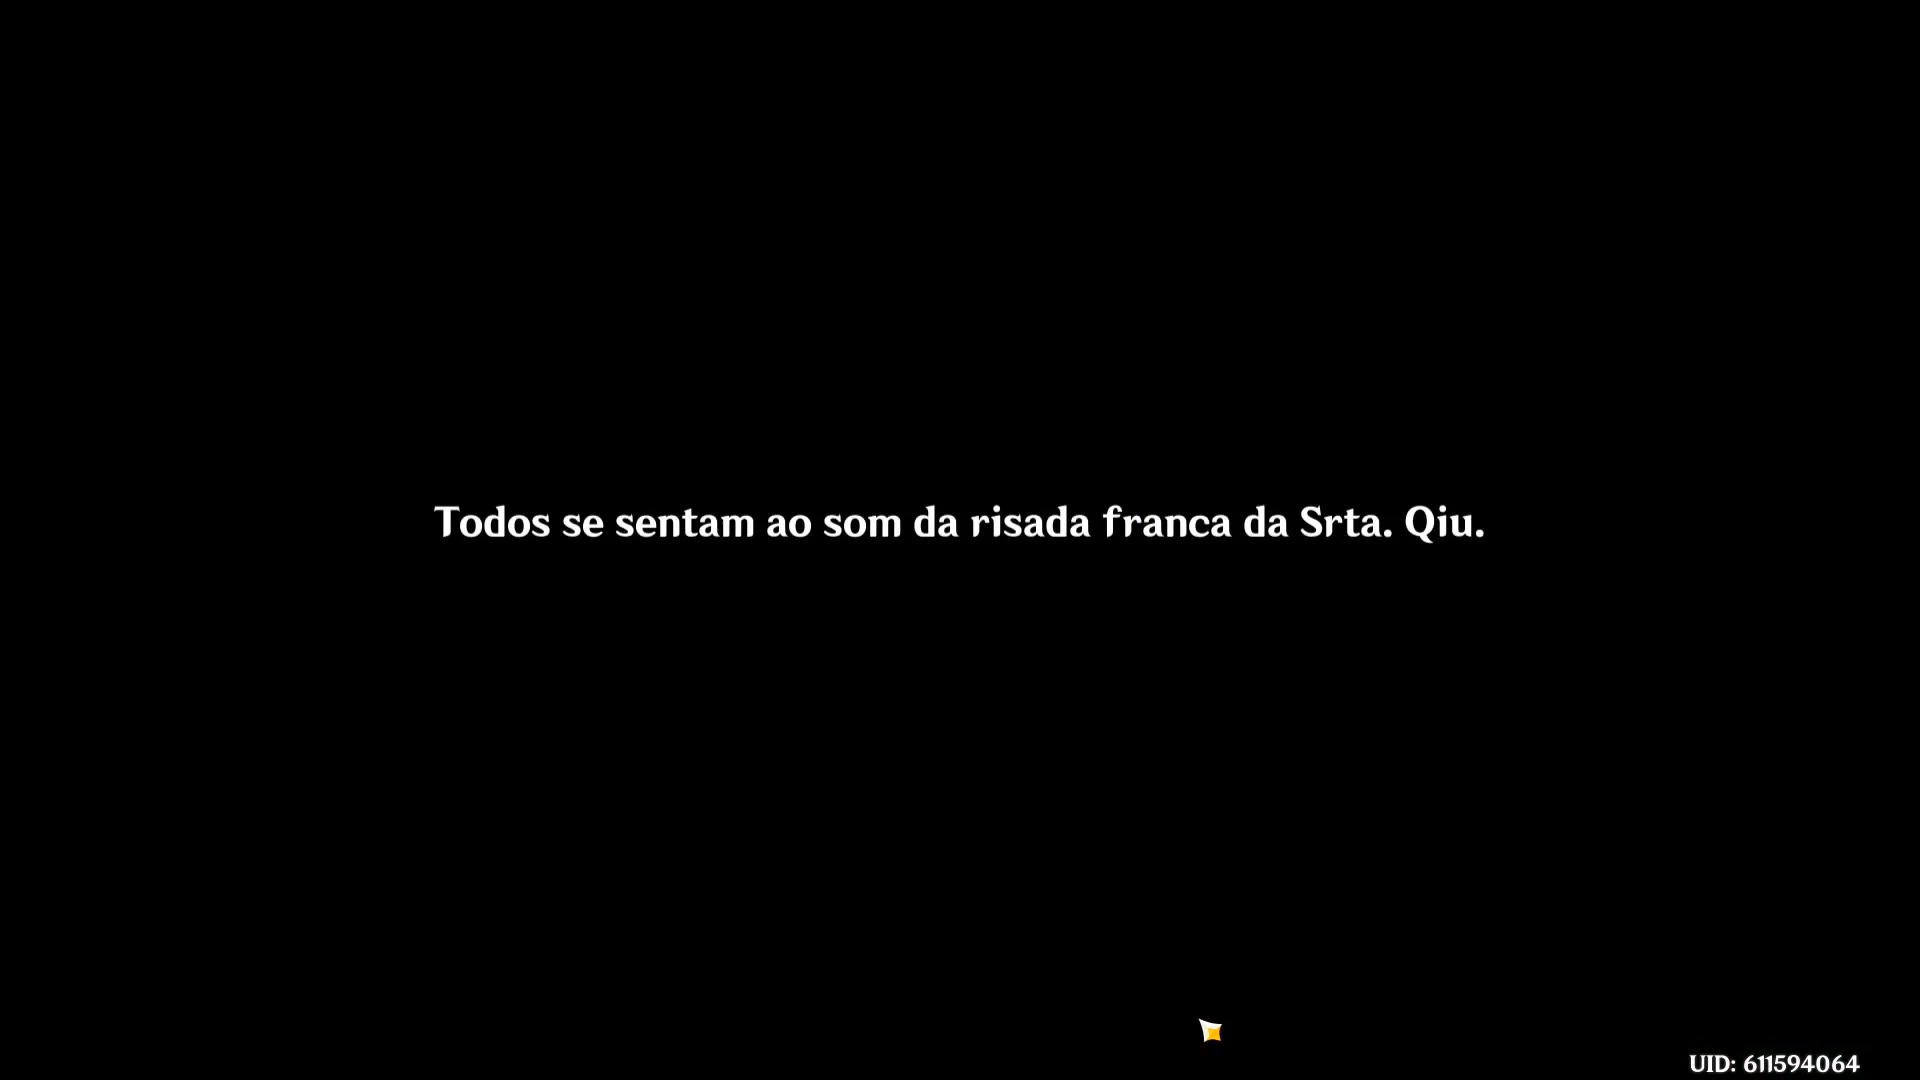 Todos se sentam ao som da risada franca da Srta. Qiu.
UID: 611594064